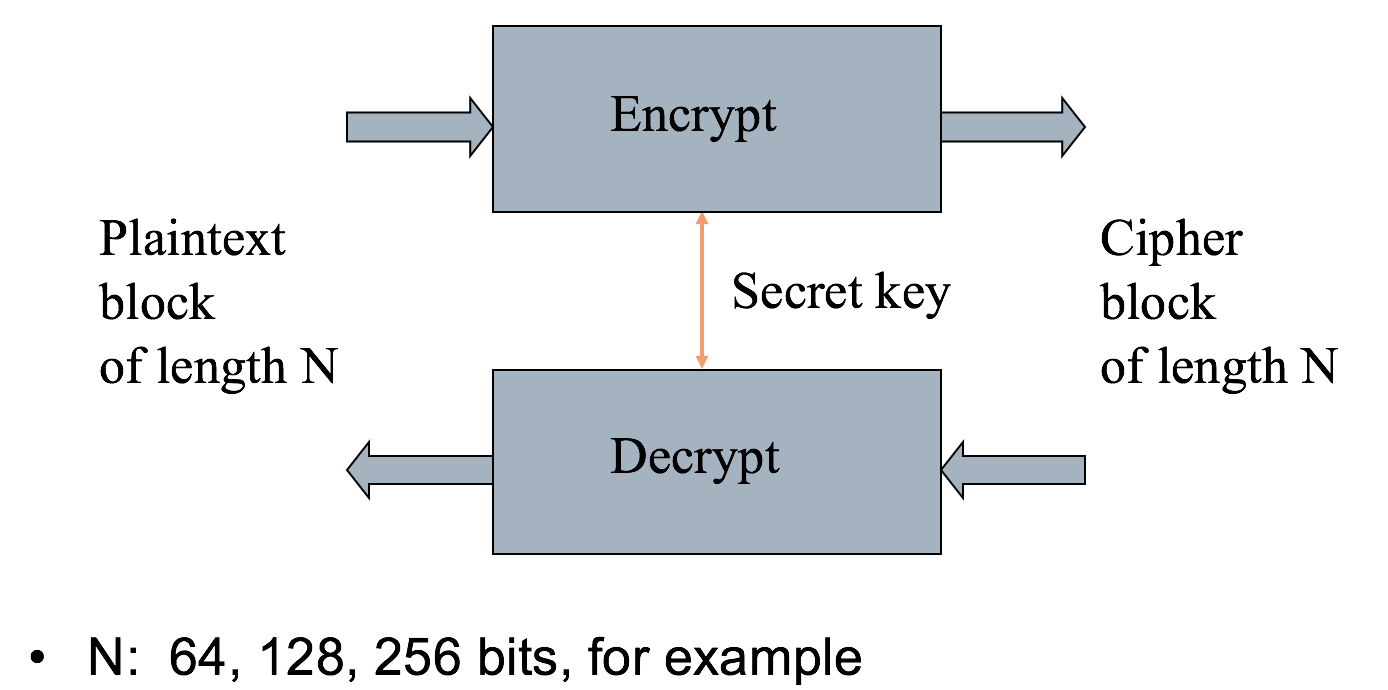 Encrypt
Plaintext
block
of length N
Secret key
Cipher
block
of length N
Decrypt
• N: 64, 128, 256 bits, for example